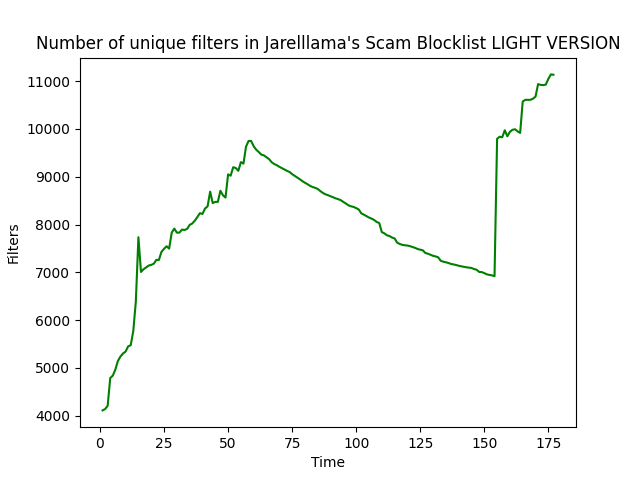 Number of unique filters in Jarelllama's Scam Blocklist LIGHT VERSION
11000
10000
9000
8000
7000
6000
5000
4000
Filters
0 25 50 75 100 125 150 175
Time